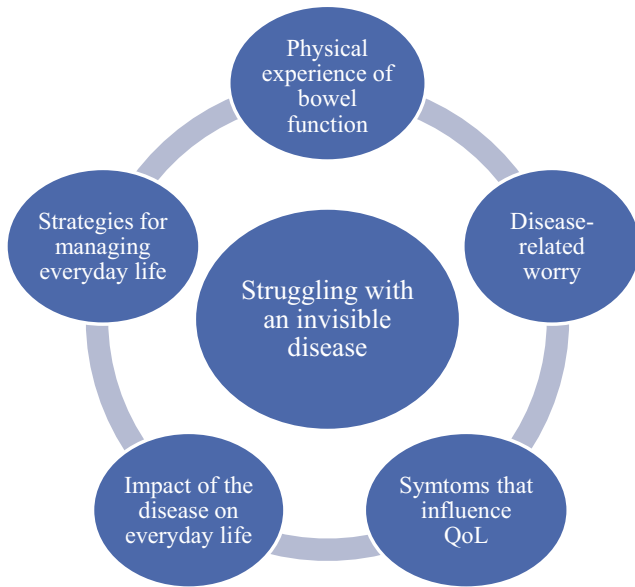 Physical
experience of
bowel
function
Disease-
related
worry
Symtoms that
influence
QoL
Impact of the
disease on
everyday life
Strategies for
managing
everyday life
Struggling with
an invisible
disease